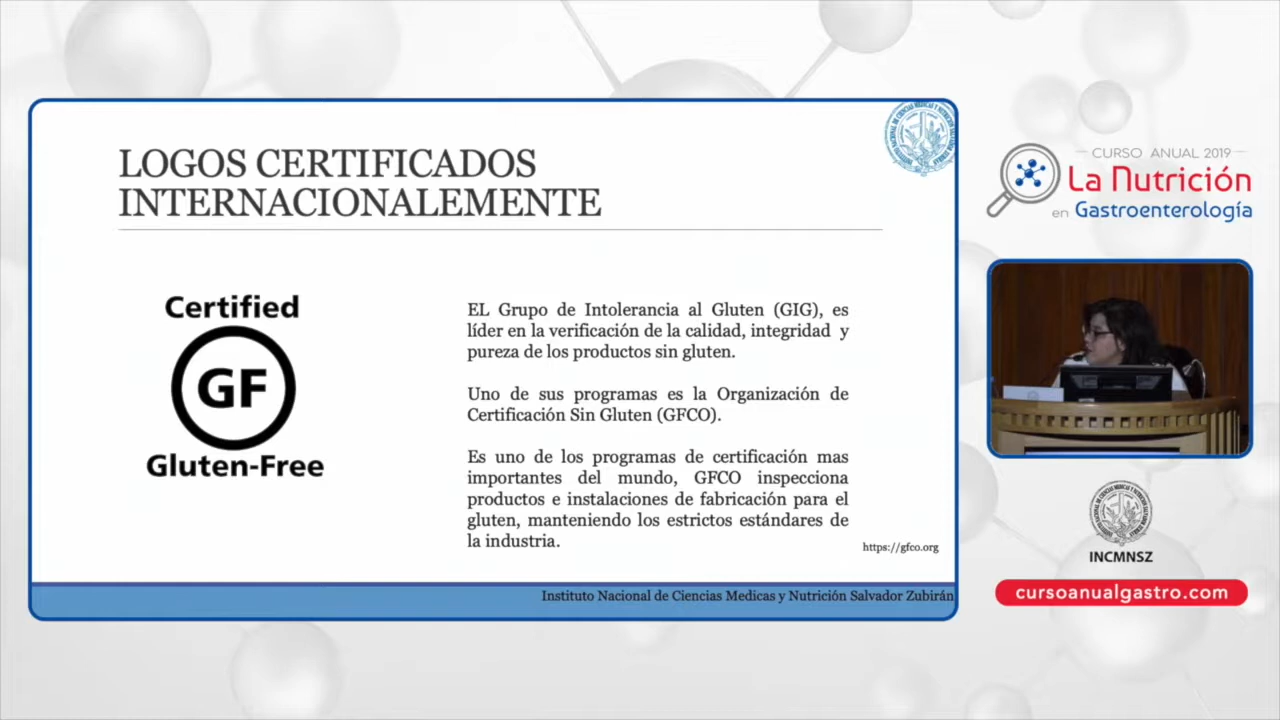 LOGOS CERTIFICADOS
INTERNACIONALEMENTE
Certified
GF
Gluten-Free
EL Grupo de Intolerancia al Gluten (GIG), es
líder en la verificación de la calidad, integridad y
pureza de los productos sin gluten.
Uno de sus programas es la Organización de
Certificación Sin Gluten (GFCO).
Es uno de los programas de certificación mas
importantes del mundo, GFCO inspecciona
productos e instalaciones de fabricación para el
gluten, manteniendo los estrictos estándares de
la industria.
https://gfco.org
Instituto Nacional de Ciencias Medicas y Nutrición Salvador Zubirán
CURSO ANUAL 2019
La Nutrición
en Gastroenterología
INCMNSZ
cursoanualgastro.com